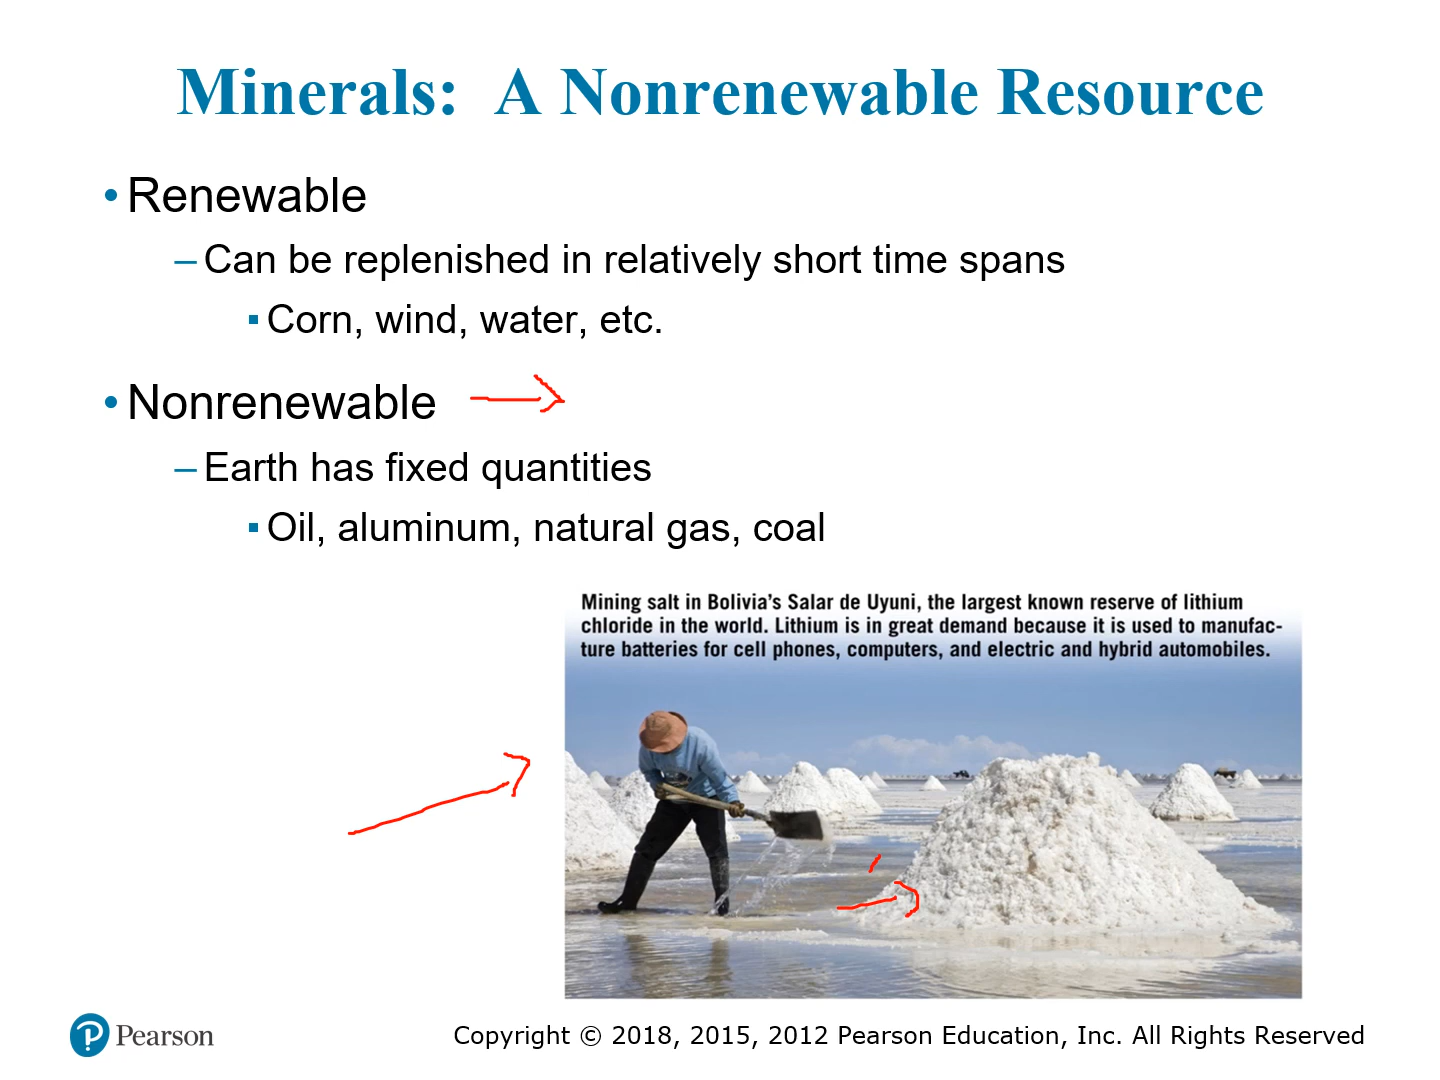 Minerals: A Nonrenewable Resource
• Renewable
– Can be replenished in relatively short time spans
▪ Corn, wind, water, etc.
• Nonrenewable
– Earth has fixed quantities
▪ Oil, aluminum, natural gas, coal
Mining salt in Bolivia's Salar de Uyuni, the largest known reserve of lithium
chloride in the world. Lithium is in great demand because it is used to manufac-
ture batteries for cell phones, computers, and electric and hybrid automobiles.
Pearson
Copyright © 2018, 2015, 2012 Pearson Education, Inc. All Rights Reserved